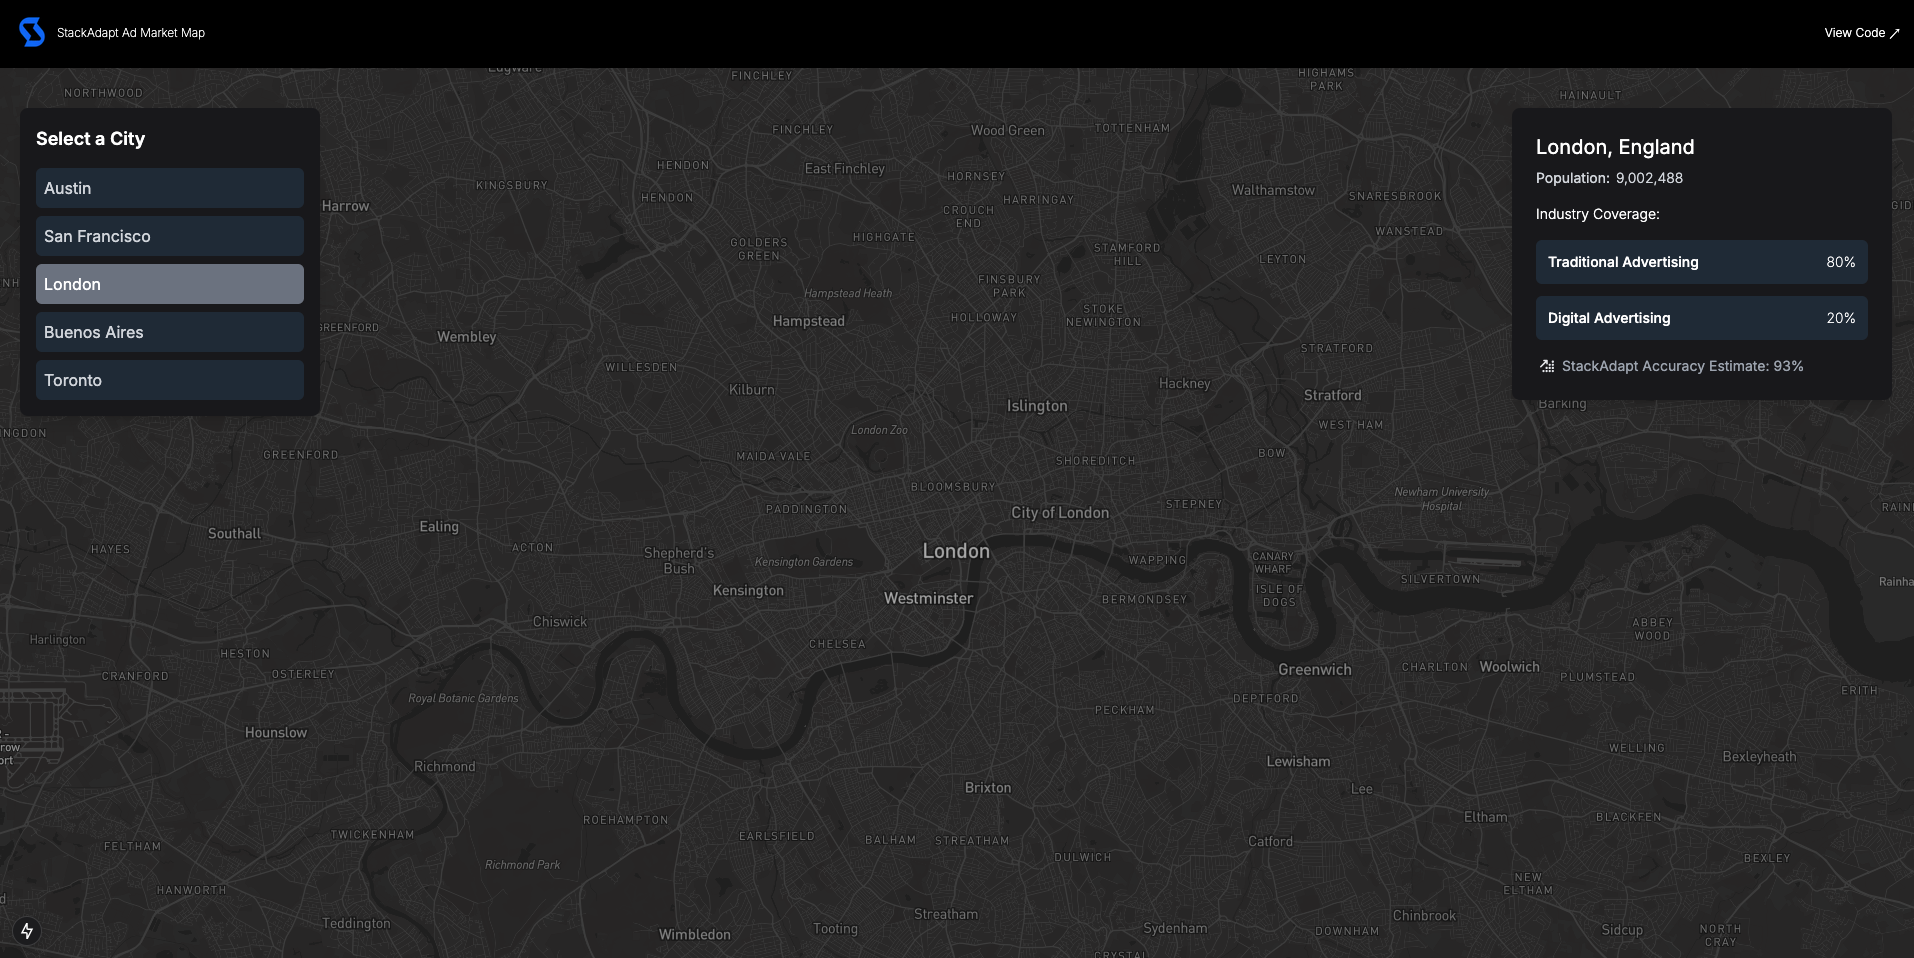 StackAdapt Ad Market Map
View Code ↗
Select a City
Austin
San Francisco
London
Buenos Aires
Toronto
London, England
Population: 9,002,488
Industry Coverage:
Traditional Advertising 80%
Digital Advertising 20%
StackAdapt Accuracy Estimate: 93%
NORTHWOOD
FINCHLEY
HIGHAMS
PARK
HAINAULT
FINCHLEY
Wood Green
TOTTENHAM
HENDON
East Finchley
KINGSBURY
HORNSEY
Walthamstow
SNARESBROOK
HENDON
HARRINGAY
Harrow
CROUCH
END
WANSTEAD
GOLDERS
GREEN
HIGHGATE
STAMFORD
HILL
LEYTON
FINSBURY
PARK
Hampstead Heath
STOKE
NEWINGTON
HOLLOWAY
Hampstead
GREENFORD
Wembley
STRATFORD
WILLESDEN
Kilburn
Hackney
Stratford
Barking
Islington
WEST HAM
London Zoo
GREENFORD
MAIDA VALE
SHOREDITCH
BOW
BLOOMSBURY
Newham University
Hospital
STEPNEY
PADDINGTON
City of London
Southall
Ealing
HAYES
ACTON
Shepherd's
Bush
Kensington Gardens
London
WAPPING
CANARY
WHARF
SILVERTOWN
Kensington
Westminster
BERMONDSEY
ISLE OF
DOGS
Chiswick
ABBEY
WOOD
Harlington
HESTON
CHELSEA
CRANFORD
OSTERLEY
Greenwich
CHARLTON
Woolwich
PLUMSTEAD
ERITH
Royal Botanic Gardens
DEPTFORD
PECKHAM
Hounslow
WELLING
Bexleyheath
Richmond
Lewisham
Brixton
Lee
ROEHAMPTON
Eltham
BLACKFEN
TWICKENHAM
EARLSFIELD
BALHAM
STREATHAM
Catford
FELTHAM
Richmond Park
DULWICH
BEXLEY
HANWORTH
NEW
ELTHAM
Teddington
Streatham
Chinbrook
Wimbledon
Tooting
Sydenham
DOWNHAM
Sidcup
NORTH
CRAY